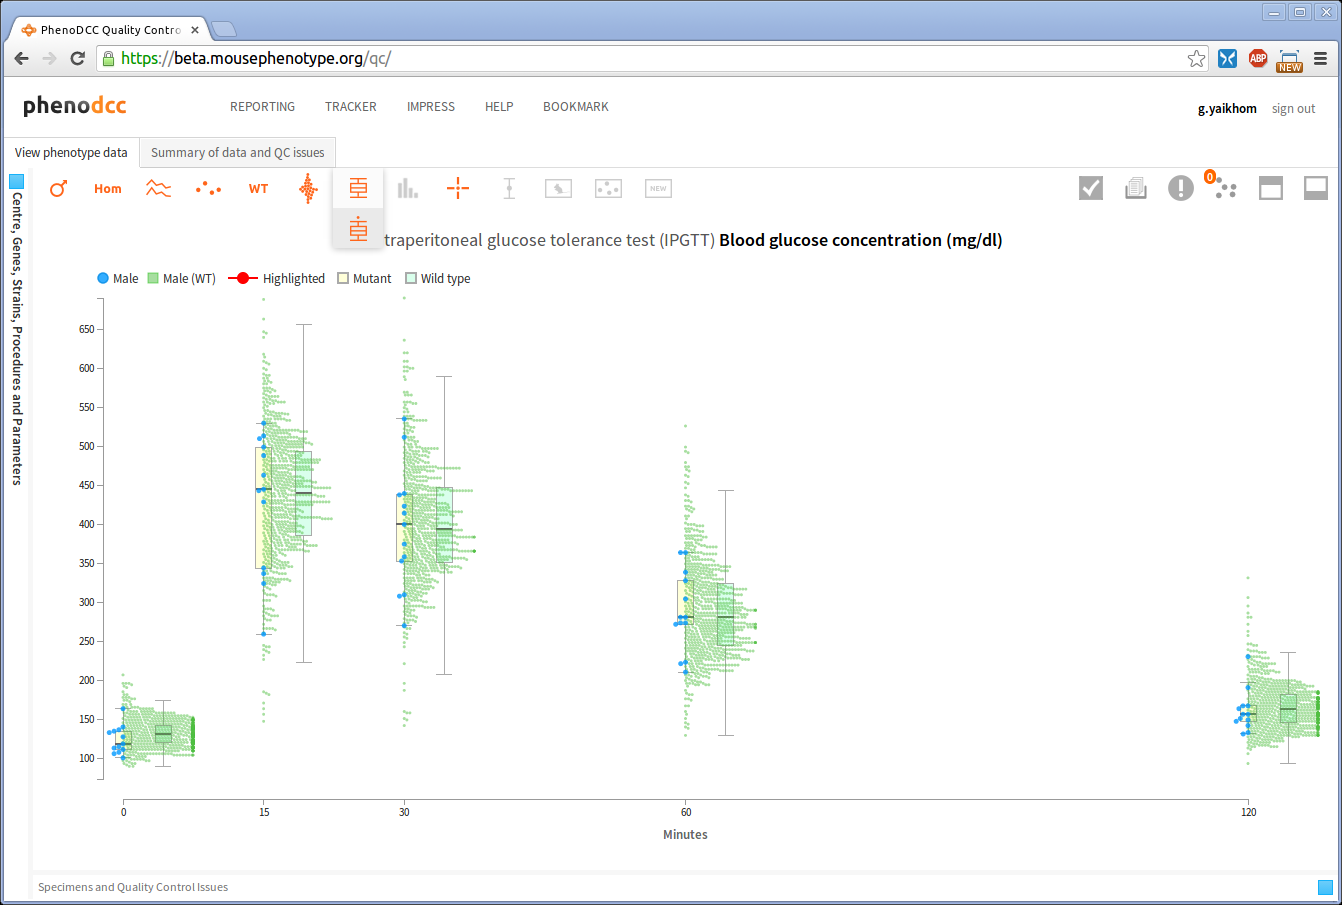 PhenoDCC Quality Contro
https://beta.mousephenotype.org/qc/
ABP
NEW
phenodcc
REPORTING TRACKER IMPRESS HELP BOOKMARK
g.yaikhom sign out
View phenotype data Summary of data and QC issues
Hom WT NEW 0
Centre, Genes, Strains, Procedures and Parameters
traperitoneal glucose tolerance test (IPGTT) Blood glucose concentration (mg/dl)
Male Male (WT) Highlighted Mutant Wild type
650
600
550
500
450
400
350
300
250
200
150
100
0 15 30 60 120
Minutes
Specimens and Quality Control Issues